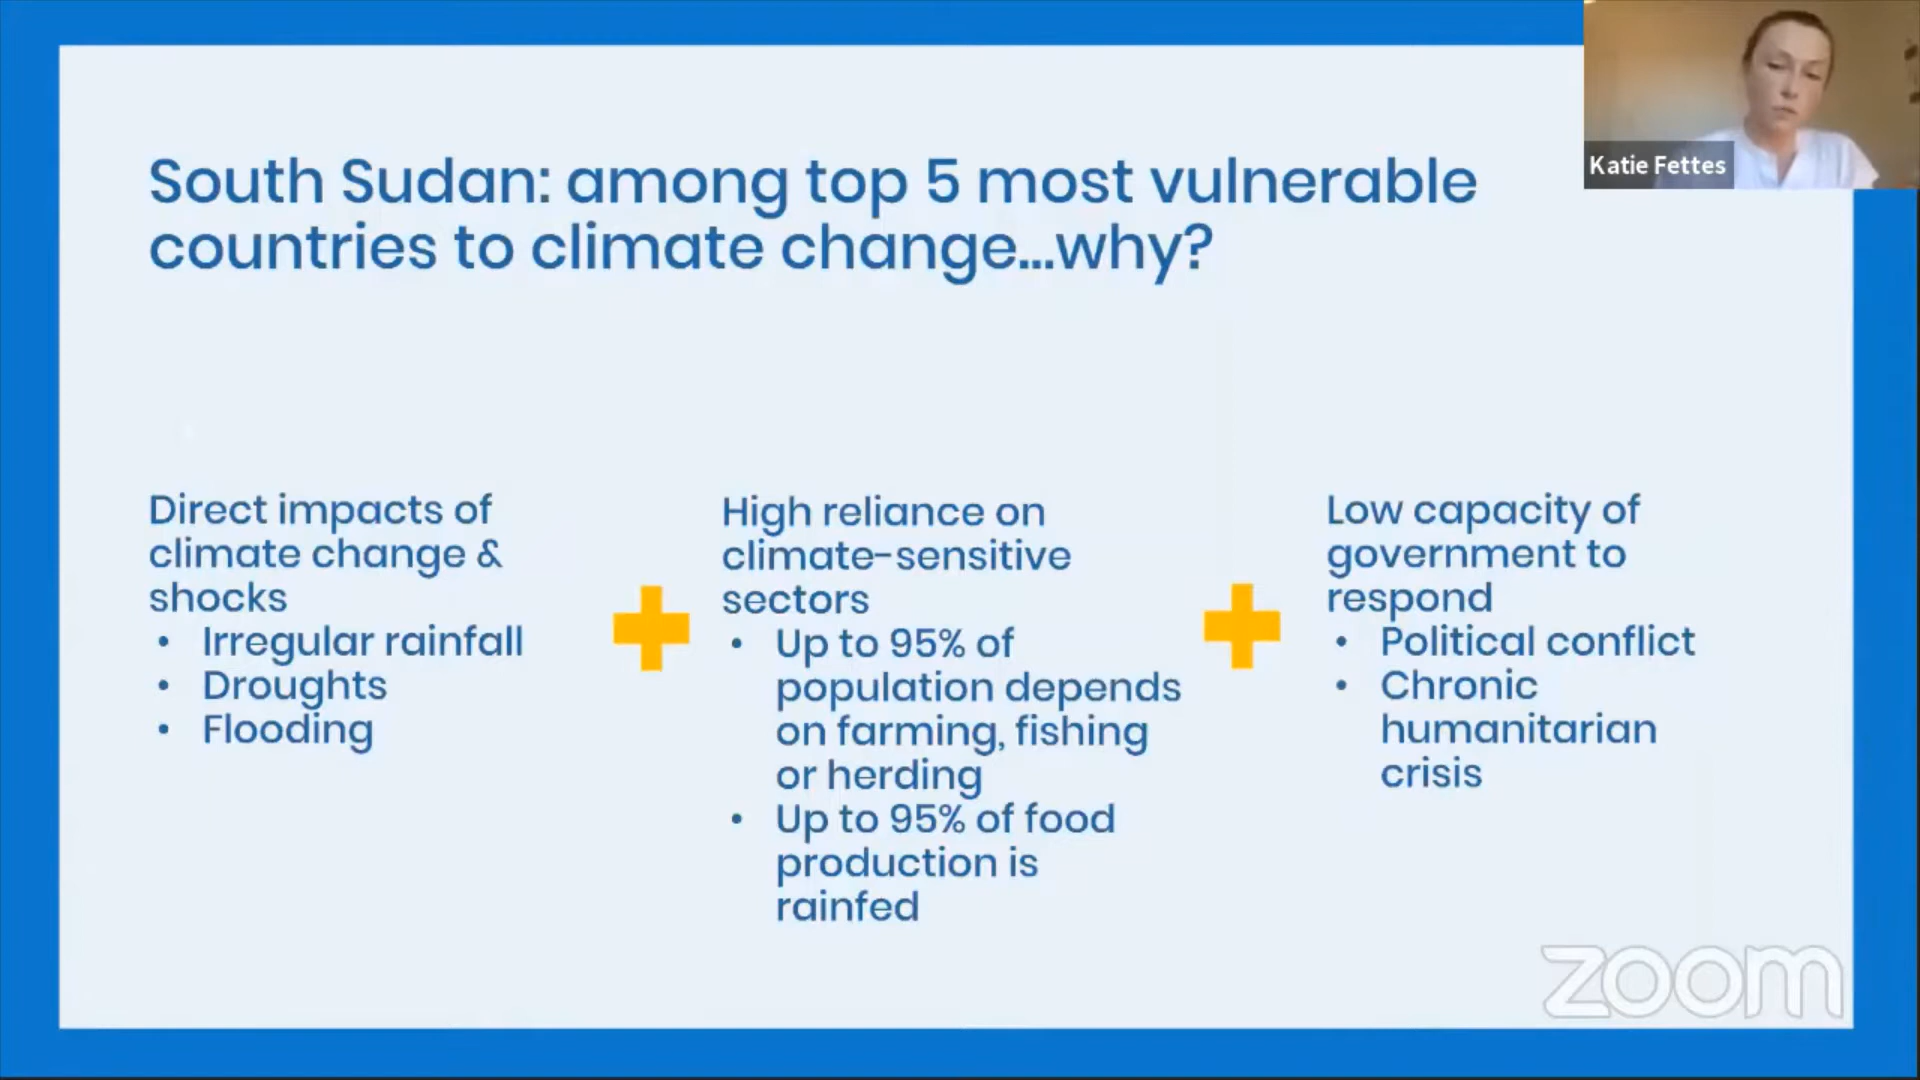 South Sudan: among top 5 most vulnerable
countries to climate change...why?
Katie Fettes
Direct impacts of
climate change &
shocks
• Irregular rainfall
• Droughts
• Flooding
High reliance on
climate-sensitive
sectors
• Up to 95% of
population depends
on farming, fishing
or herding
• Up to 95% of food
production is
rainfed
Low capacity of
government to
respond
• Political conflict
• Chronic
humanitarian
crisis
zoom